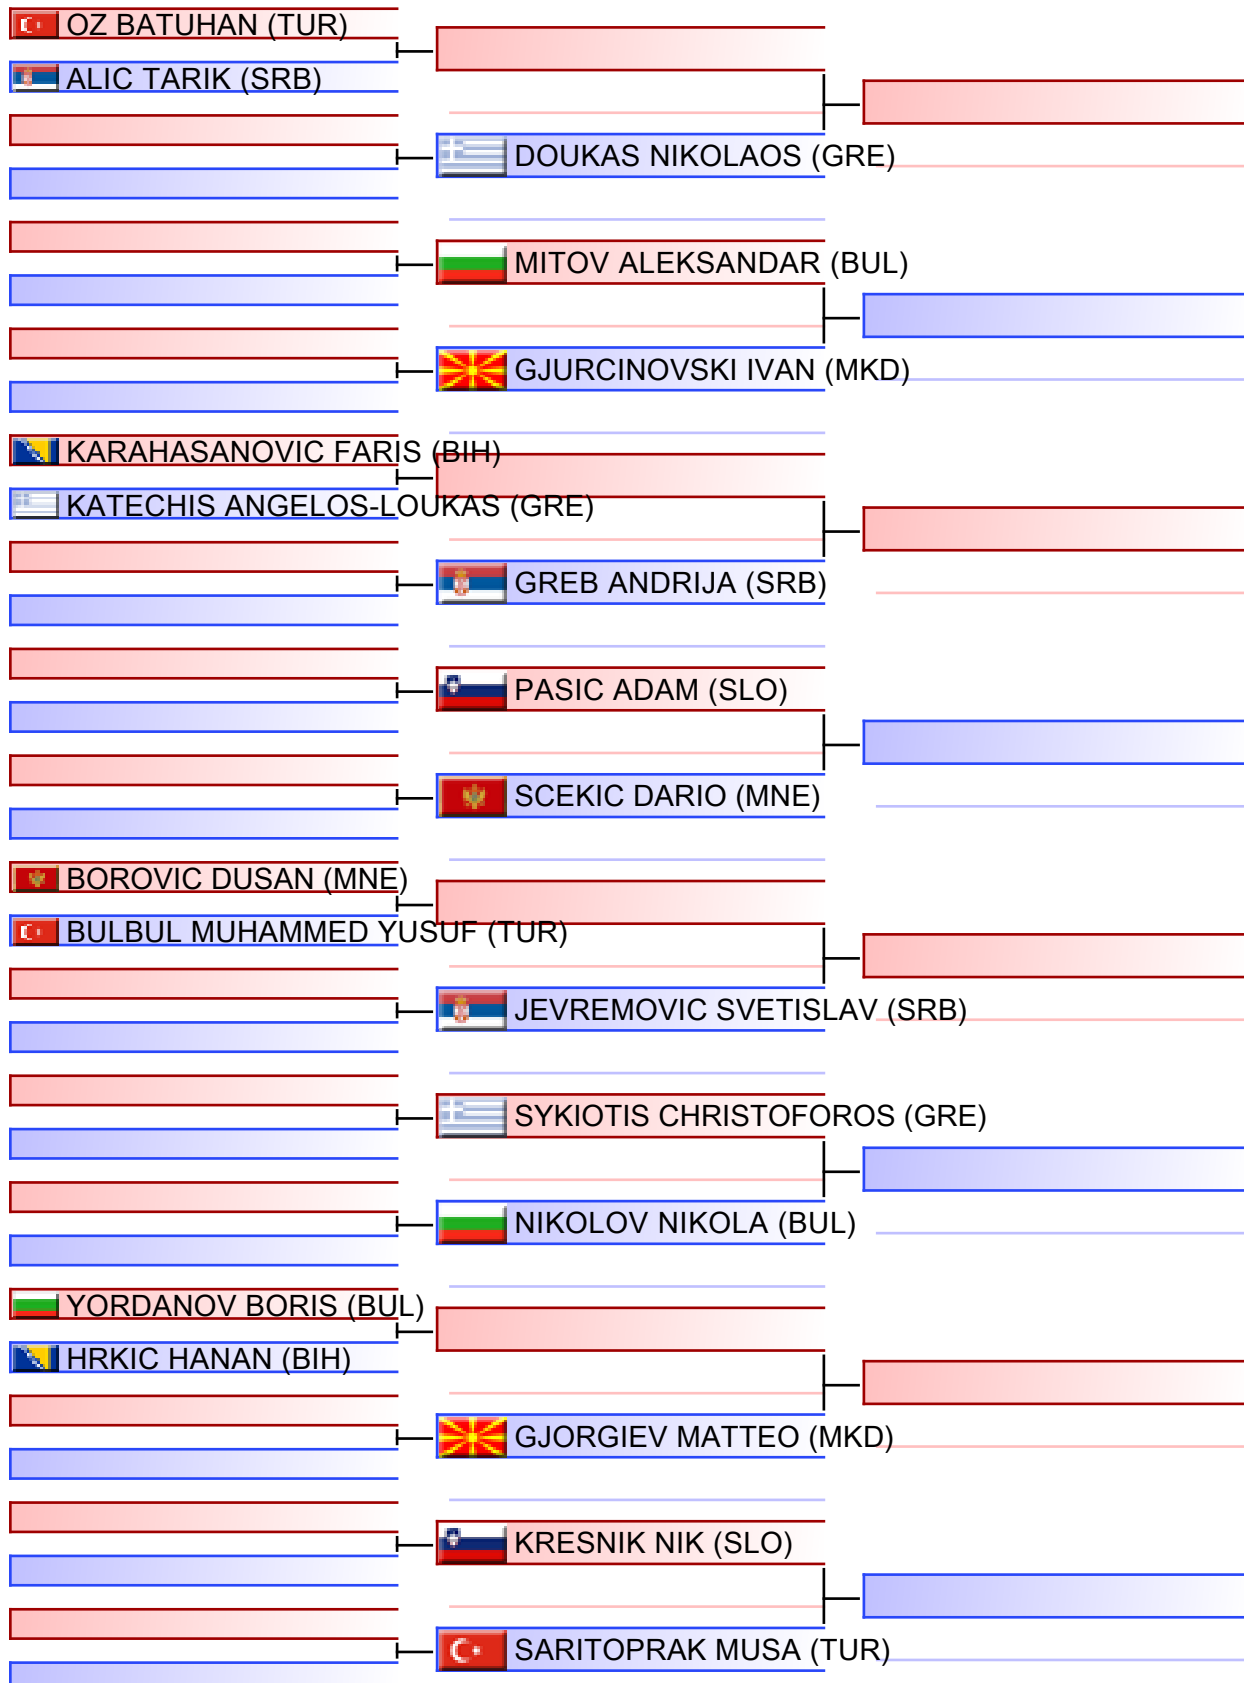 OZ BATUHAN (TUR)
ALIC TARIK (SRB)
DOUKAS NIKOLAOS (GRE)
MITOV ALEKSANDAR (BUL)
GJURCINOVSKI IVAN (MKD)
KARAHASANOVIC FARIS (BIH)
KATECHIS ANGELOS-LOUKAS (GRE)
GREB ANDRIJA (SRB)
PASIC ADAM (SLO)
SCEKIC DARIO (MNE)
BOROVIC DUSAN (MNE)
BULBUL MUHAMMED YUSUF (TUR)
JEVREMOVIC SVETISLAV (SRB)
SYKIOTIS CHRISTOFOROS (GRE)
NIKOLOV NIKOLA (BUL)
YORDANOV BORIS (BUL)
HRKIC HANAN (BIH)
GJORGIEV MATTEO (MKD)
KRESNIK NIK (SLO)
SARITOPRAK MUSA (TUR)